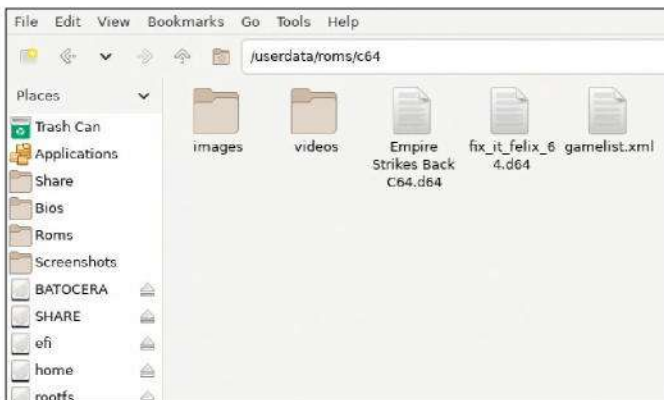 File Edit View Bookmarks Go Tools Help
/userdata/roms/c64
Places
Trash Can
Applications
Share
Bios
Roms
Screenshots
BATOCERA
SHARE
efi
home
rootfs
images
videos
Empire
Strikes Back
C64.d64
fix_it_felix_6
4.d64
gamelist.xml